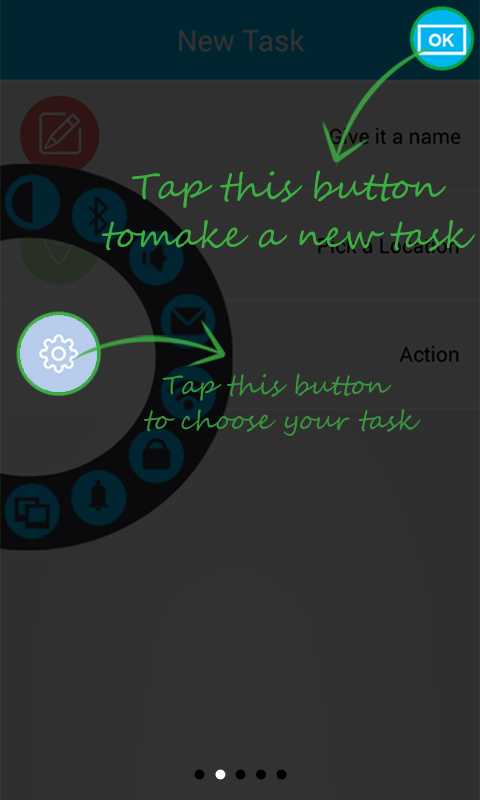 New Task
OK
Give it a name
Tap this button
tomake a new task
Pick a Location
Action
Tap this button
to choose your task